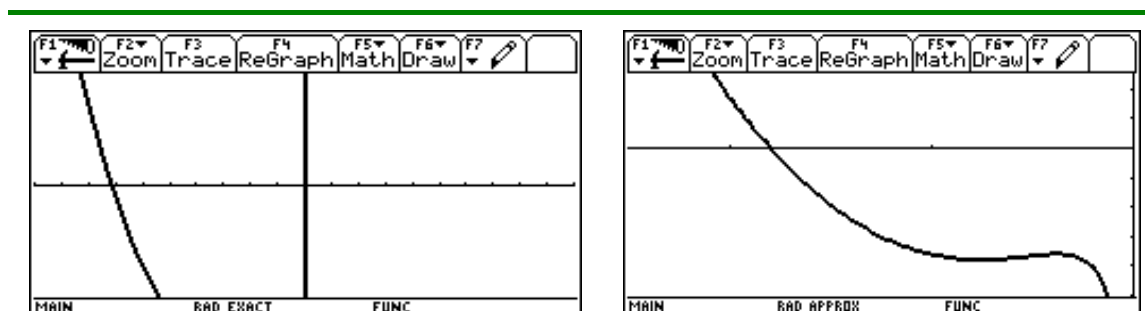 F1 F2 F3 F4 F5 F6 F7
Zoom Trace ReGraph Math Draw
MAIN RAD EXACT FUNC
F1 F2 F3 F4 F5 F6 F7
Zoom Trace ReGraph Math Draw
MAIN RAD APPROX FUNC